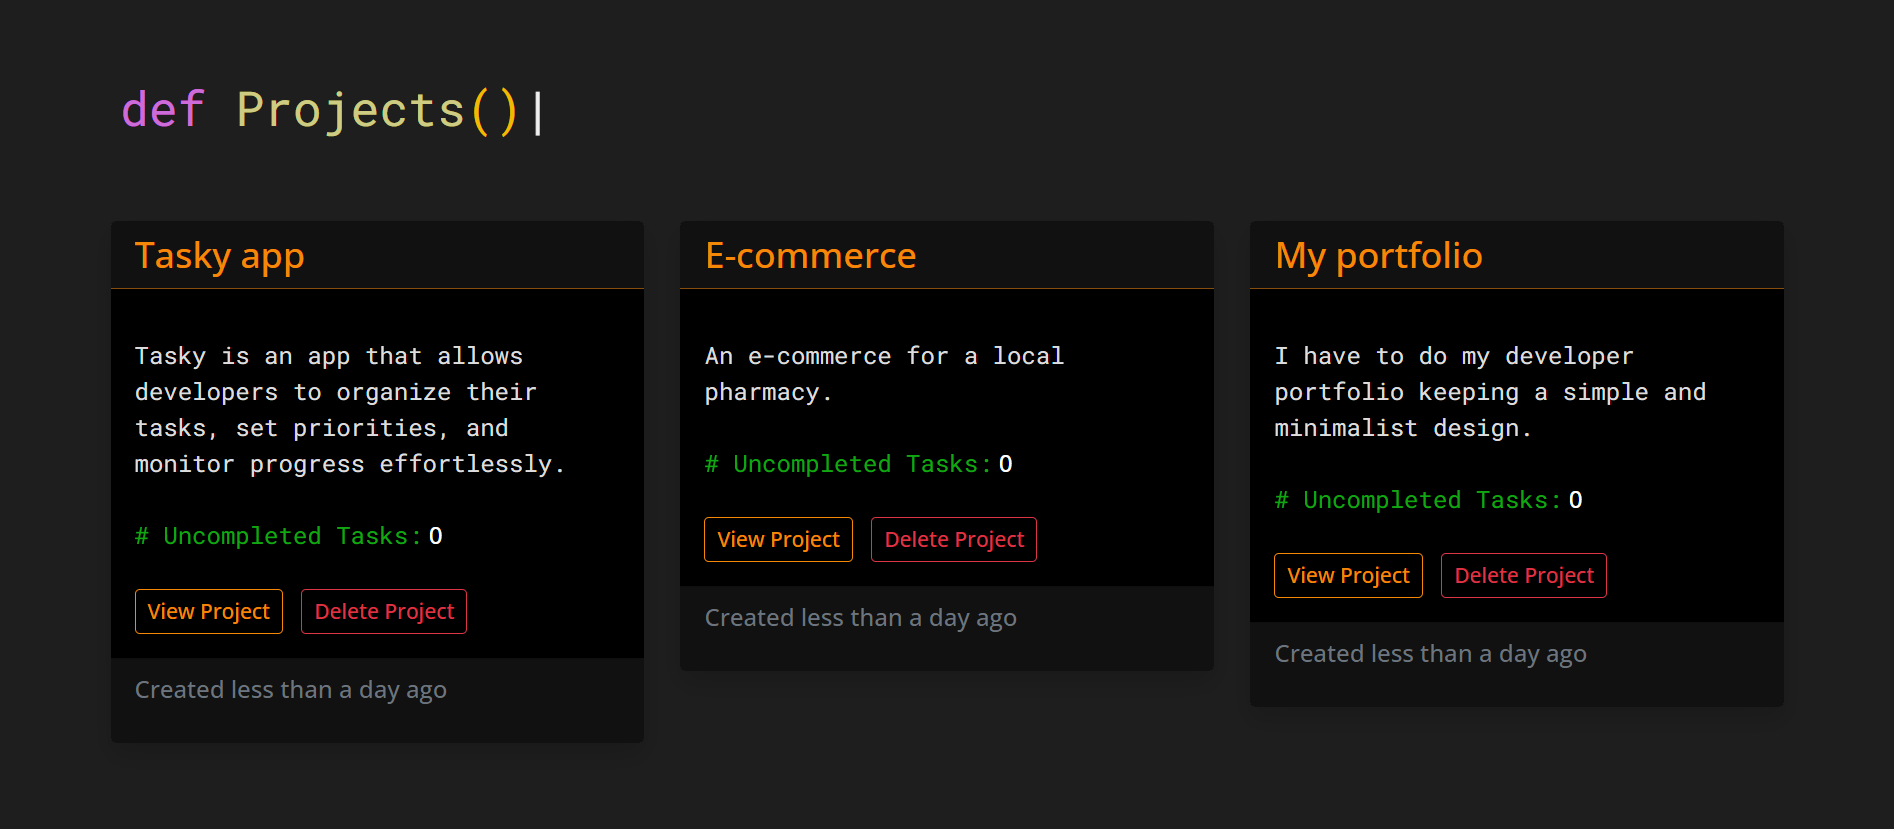 def Projects()|
Tasky app
Tasky is an app that allows
developers to organize their
tasks, set priorities, and
monitor progress effortlessly.
# Uncompleted Tasks: 0
View Project
Delete Project
Created less than a day ago
E-commerce
An e-commerce for a local
pharmacy.
# Uncompleted Tasks: 0
View Project
Delete Project
Created less than a day ago
My portfolio
I have to do my developer
portfolio keeping a simple and
minimalist design.
# Uncompleted Tasks: 0
View Project
Delete Project
Created less than a day ago